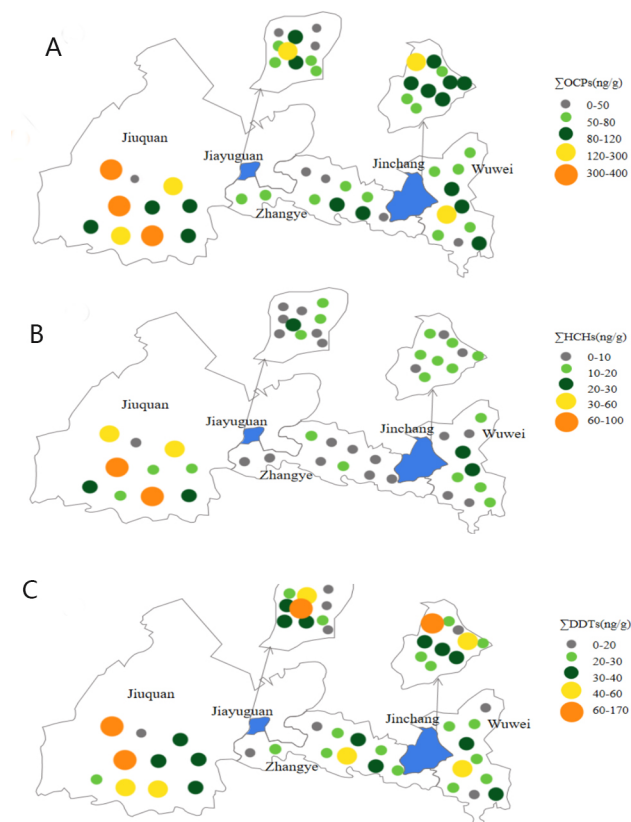 A
∑OCPs(ng/g)
0-50
50-80
80-120
120-300
300-400
Jiuquan
Jiayuguan
Jinchang
Wuwei
Zhangye
B
∑HCHs(ng/g)
0-10
10-20
20-30
30-60
60-100
Jiuquan
Jiayuguan
Jinchang
Wuwei
Zhangye
C
∑DDTs(ng/g)
0-20
20-30
30-40
40-60
60-170
Jiuquan
Jiayuguan
Jinchang
Wuwei
Zhangye